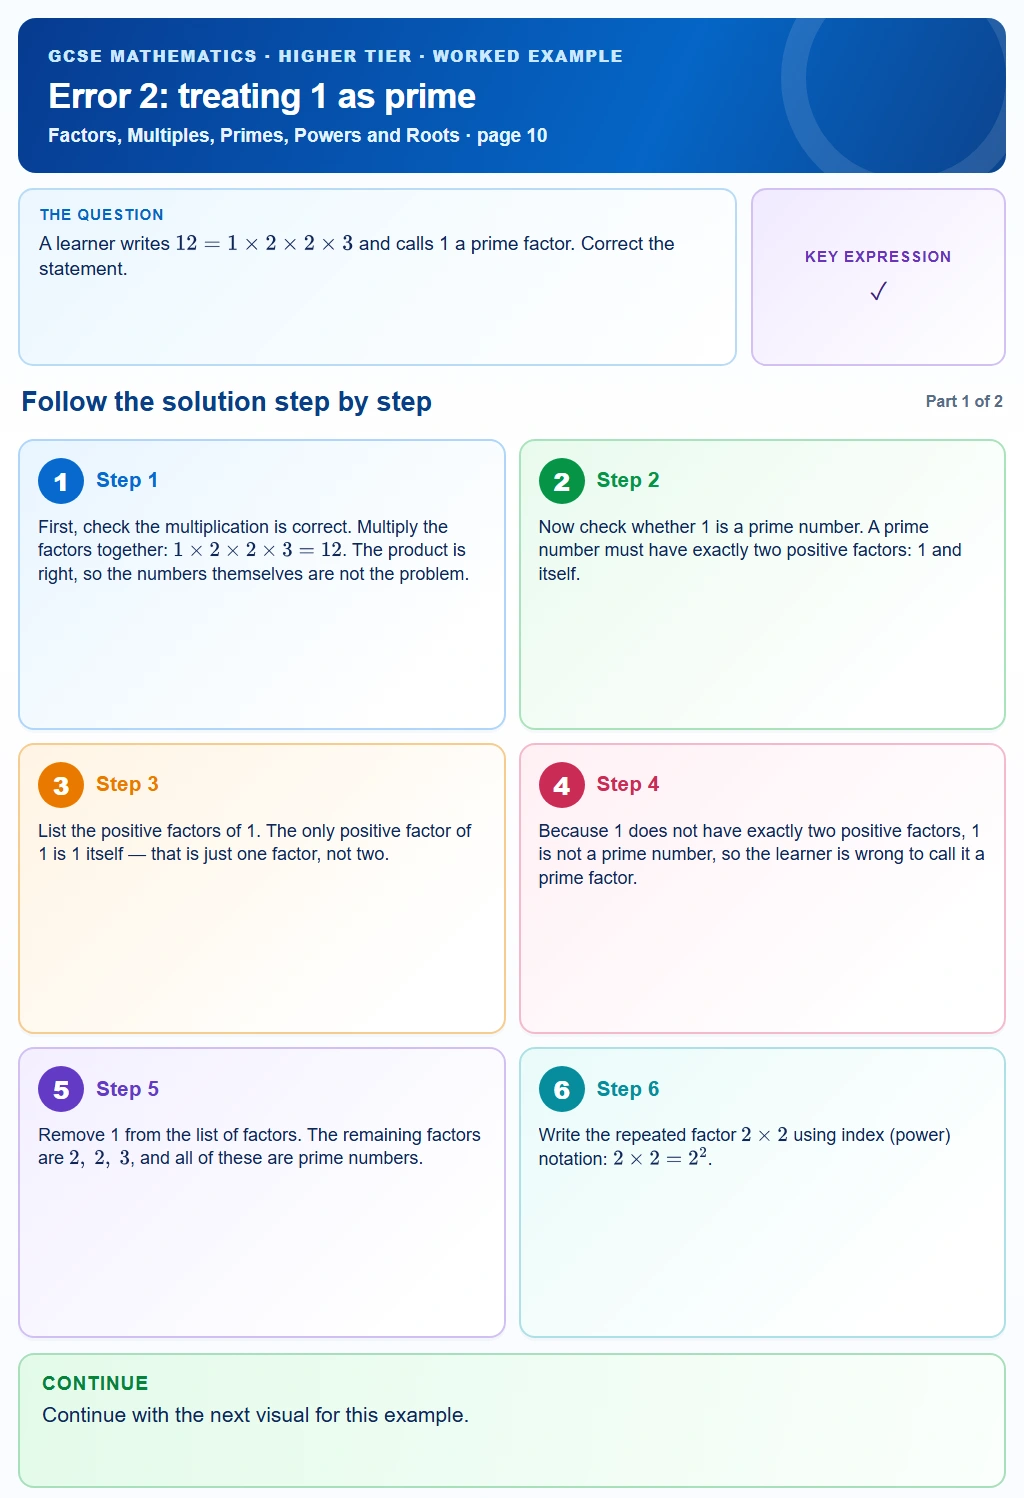 GCSE MATHEMATICS · HIGHER TIER · WORKED EXAMPLE
Error 2: treating 1 as prime
Factors, Multiples, Primes, Powers and Roots · page 10
THE QUESTION
A learner writes 12 = 1 × 2 × 2 × 3 and calls 1 a prime factor. Correct the
statement.
KEY EXPRESSION
✓
Follow the solution step by step
Part 1 of 2
1 Step 1
First, check the multiplication is correct. Multiply the
factors together: 1 × 2 × 2 × 3 = 12. The product is
right, so the numbers themselves are not the problem.
2 Step 2
Now check whether 1 is a prime number. A prime
number must have exactly two positive factors: 1 and
itself.
3 Step 3
List the positive factors of 1. The only positive factor of
1 is 1 itself — that is just one factor, not two.
4 Step 4
Because 1 does not have exactly two positive factors, 1
is not a prime number, so the learner is wrong to call it a
prime factor.
5 Step 5
Remove 1 from the list of factors. The remaining factors
are 2, 2, 3, and all of these are prime numbers.
6 Step 6
Write the repeated factor 2 × 2 using index (power)
notation: 2 × 2 = 2².
CONTINUE
Continue with the next visual for this example.